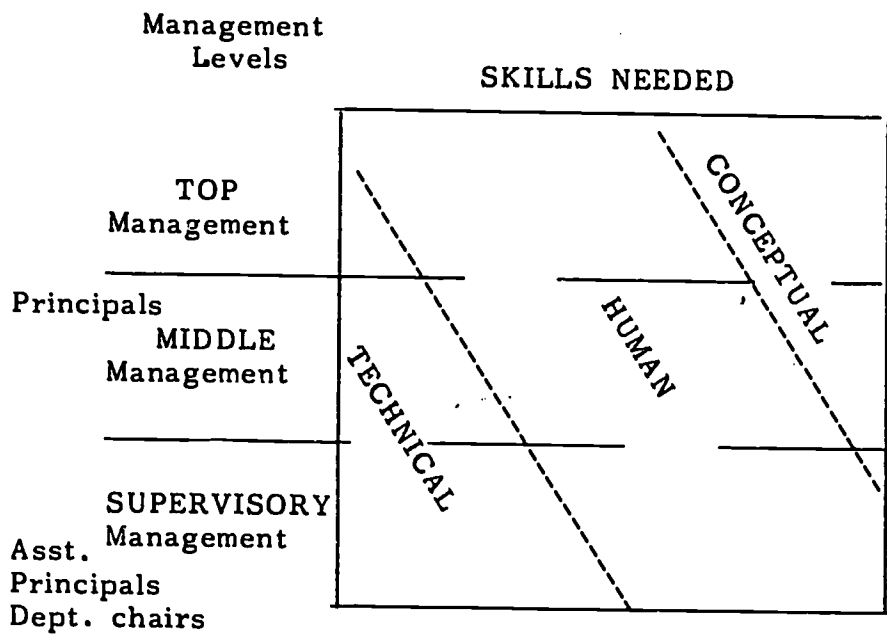 Management
Levels
SKILLS NEEDED
CONCEPTUAL
TOP
Management
Principals
HUMAN
MIDDLE
Management
TECHNICAL
SUPERVISORY
Management
Asst.
Principals
Dept. chairs